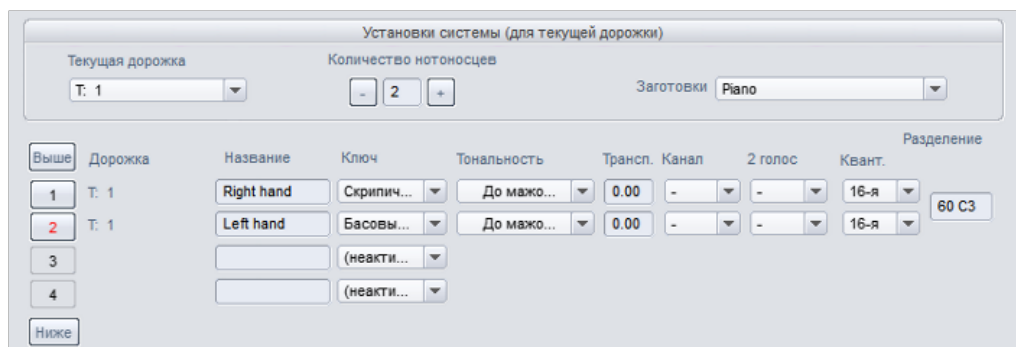 Установки системы (для текущей дорожки)
Текущая дорожка Количество нотоносцев
T: 1 - 2 + Заготовки Piano
Разделение
Выше Дорожка Название Ключ Тональность Трансп. Канал 2 голос Квант.
1 T: 1 Right hand Скрипич... До мажо... 0.00 - - 16-я
60 C3
2 T: 1 Left hand Басовы... До мажо... 0.00 - - 16-я
3 (неакти...
4 (неакти...
Ниже